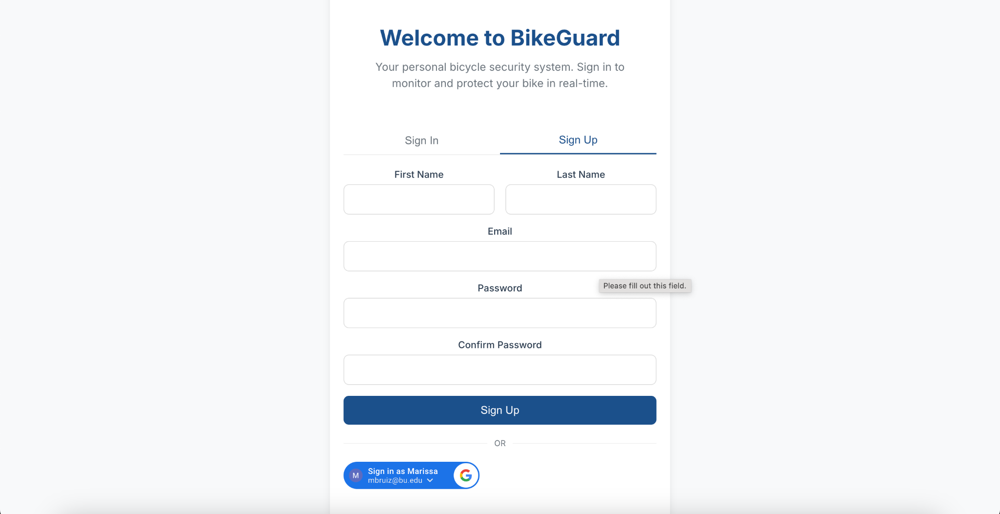 Welcome to BikeGuard
Your personal bicycle security system. Sign in to
monitor and protect your bike in real-time.
Sign In
Sign Up
First Name
Last Name
Email
Please fill out this field.
Password
Confirm Password
Sign Up
OR
M
Sign in as Marissa
mbruiz@bu.edu
G